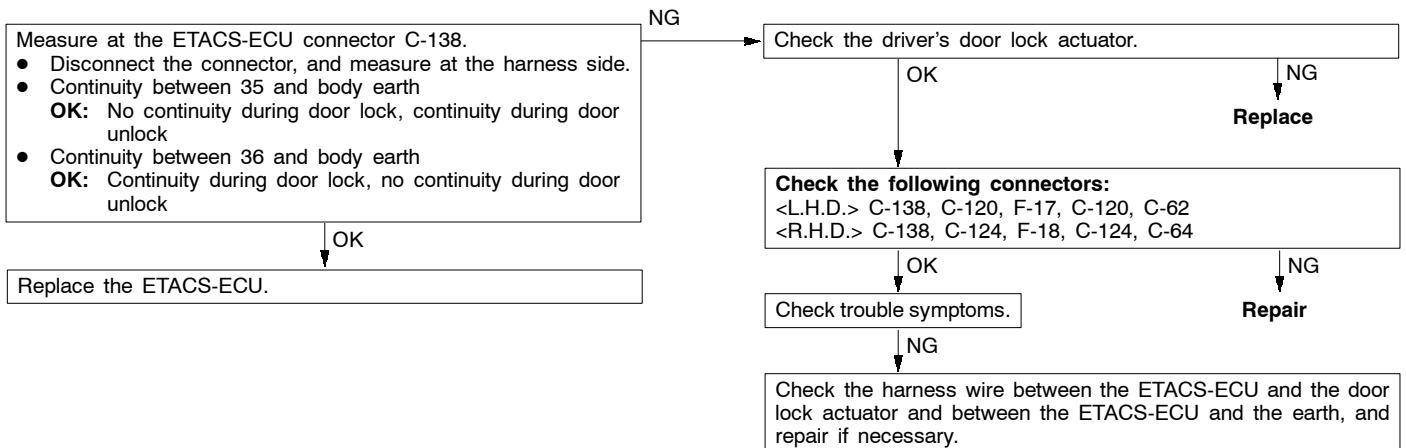 Measure at the ETACS-ECU connector C-138.
● Disconnect the connector, and measure at the harness side.
● Continuity between 35 and body earth
OK: No continuity during door lock, continuity during door
unlock
● Continuity between 36 and body earth
OK: Continuity during door lock, no continuity during door
unlock
OK
Replace the ETACS-ECU.
NG
Check the driver's door lock actuator.
OK
NG
Replace
Check the following connectors:
<L.H.D.> C-138, C-120, F-17, C-120, C-62
<R.H.D.> C-138, C-124, F-18, C-124, C-64
OK
NG
Check trouble symptoms.
Repair
NG
Check the harness wire between the ETACS-ECU and the door
lock actuator and between the ETACS-ECU and the earth, and
repair if necessary.